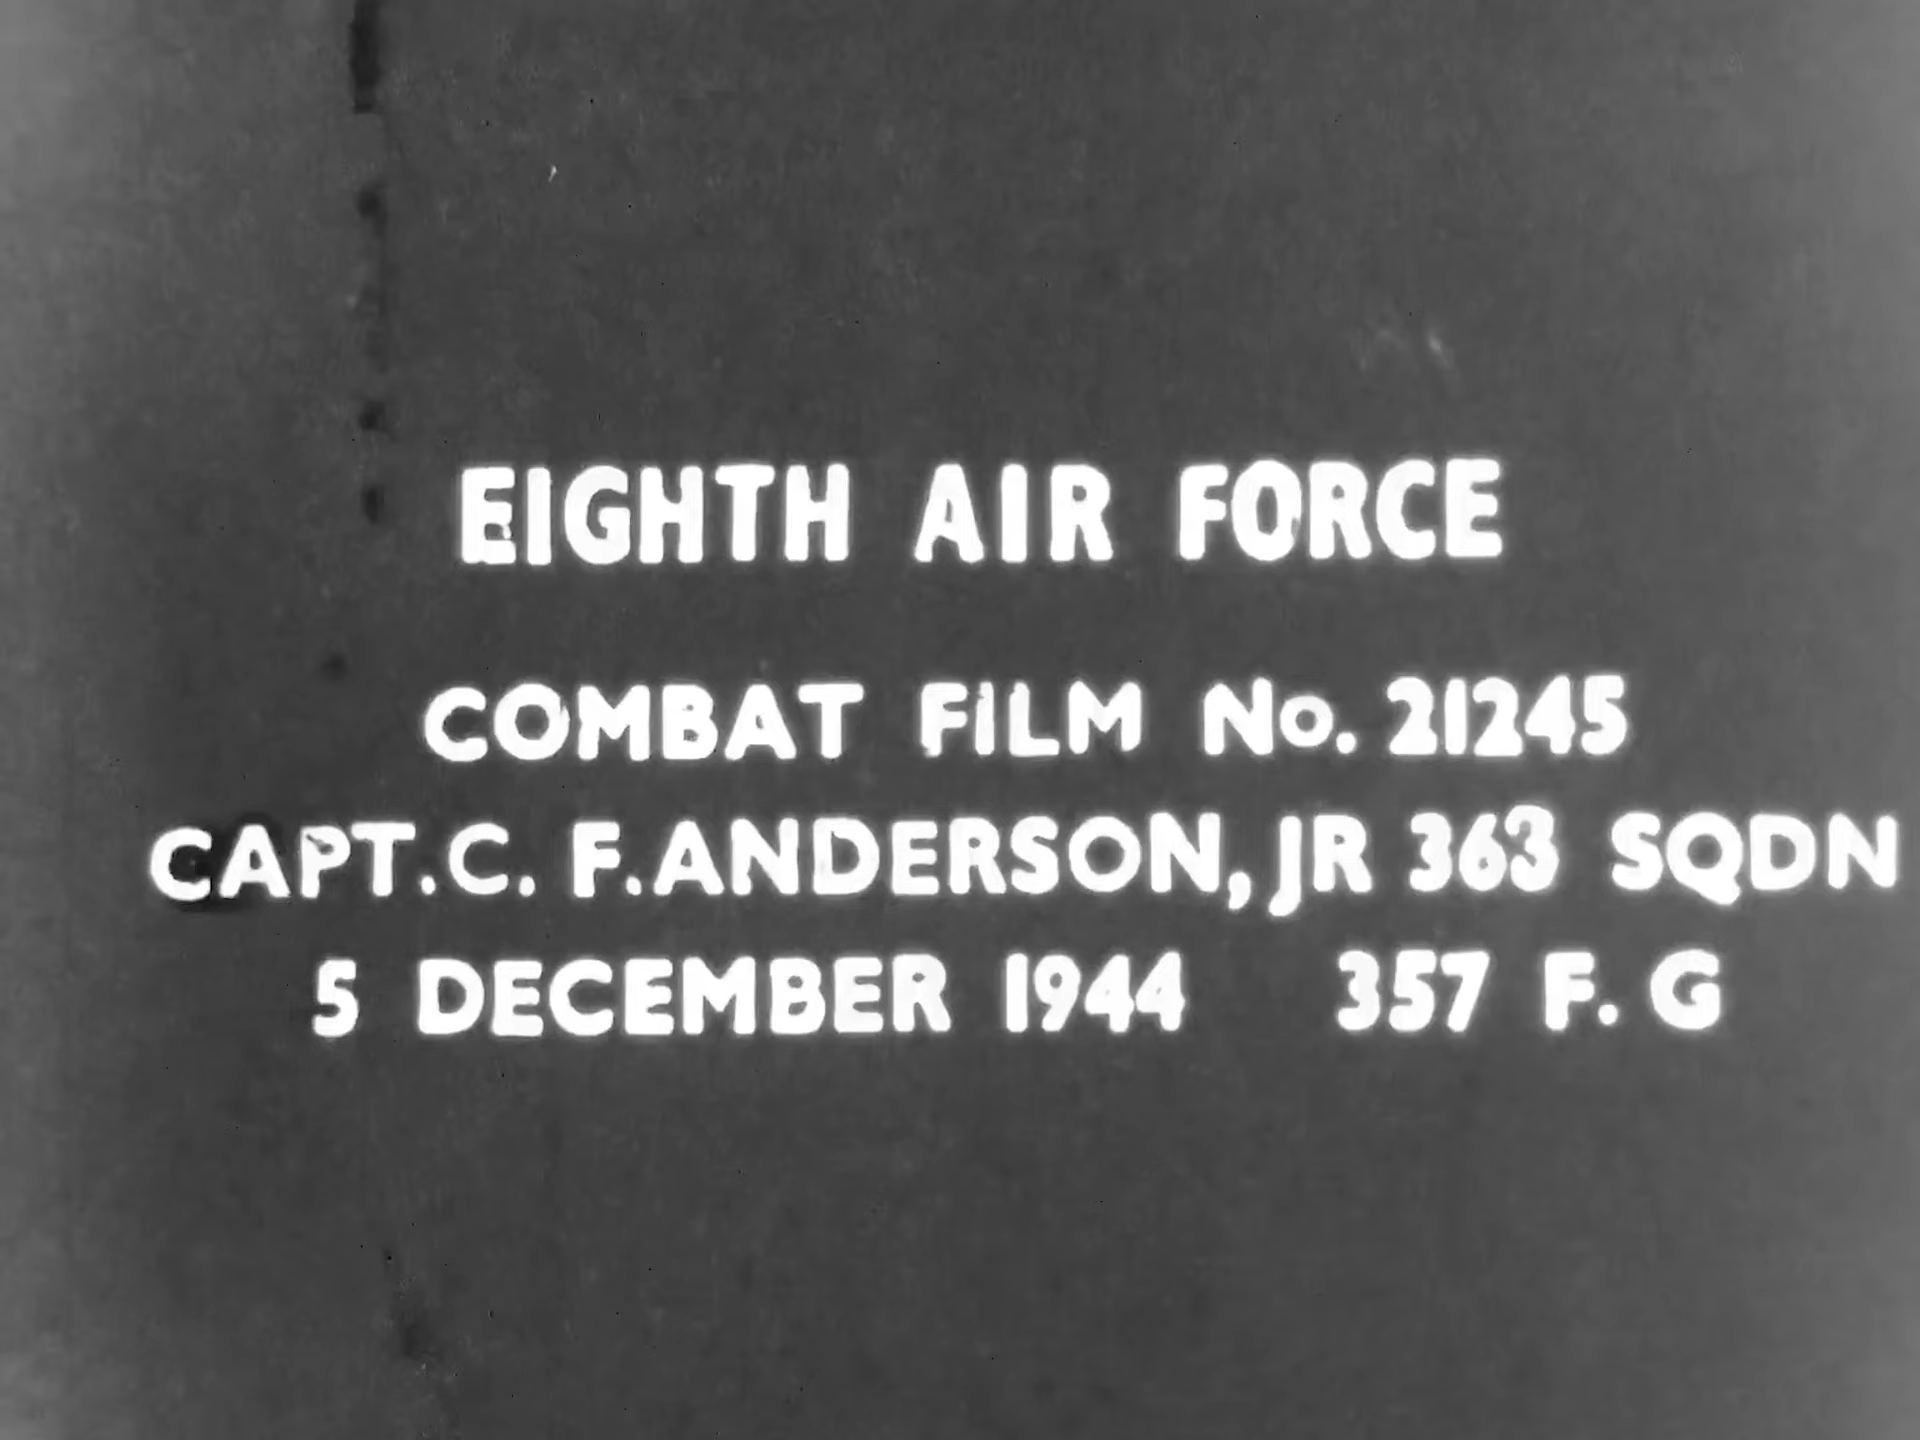 EIGHTH AIR FORCE
COMBAT FILM No. 21245
CAPT. C. F. ANDERSON, JR 363 SQDN
5 DECEMBER 1944 357 F. G